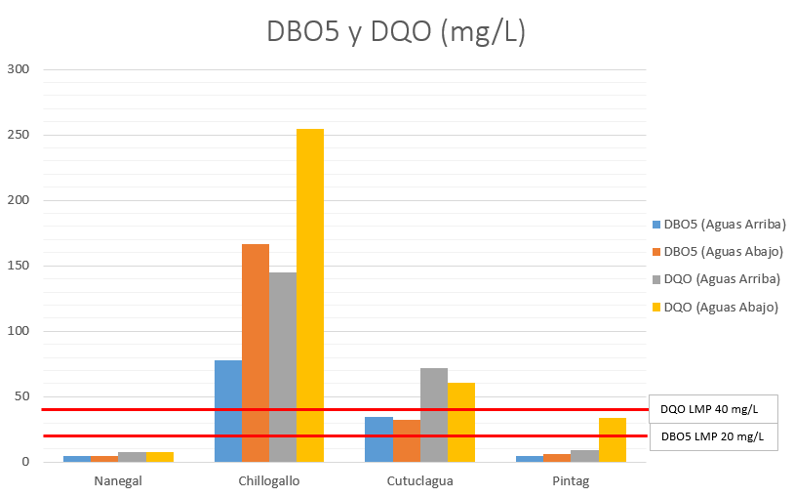 DBO5 y DQO (mg/L)
300
250
200
150
100
50
0
Nanegal
Chillogallo
Cutuclagua
Pintag
DBO5 (Aguas Arriba)
DBO5 (Aguas Abajo)
DQO (Aguas Arriba)
DQO (Aguas Abajo)
DQO LMP 40 mg/L
DBO5 LMP 20 mg/L